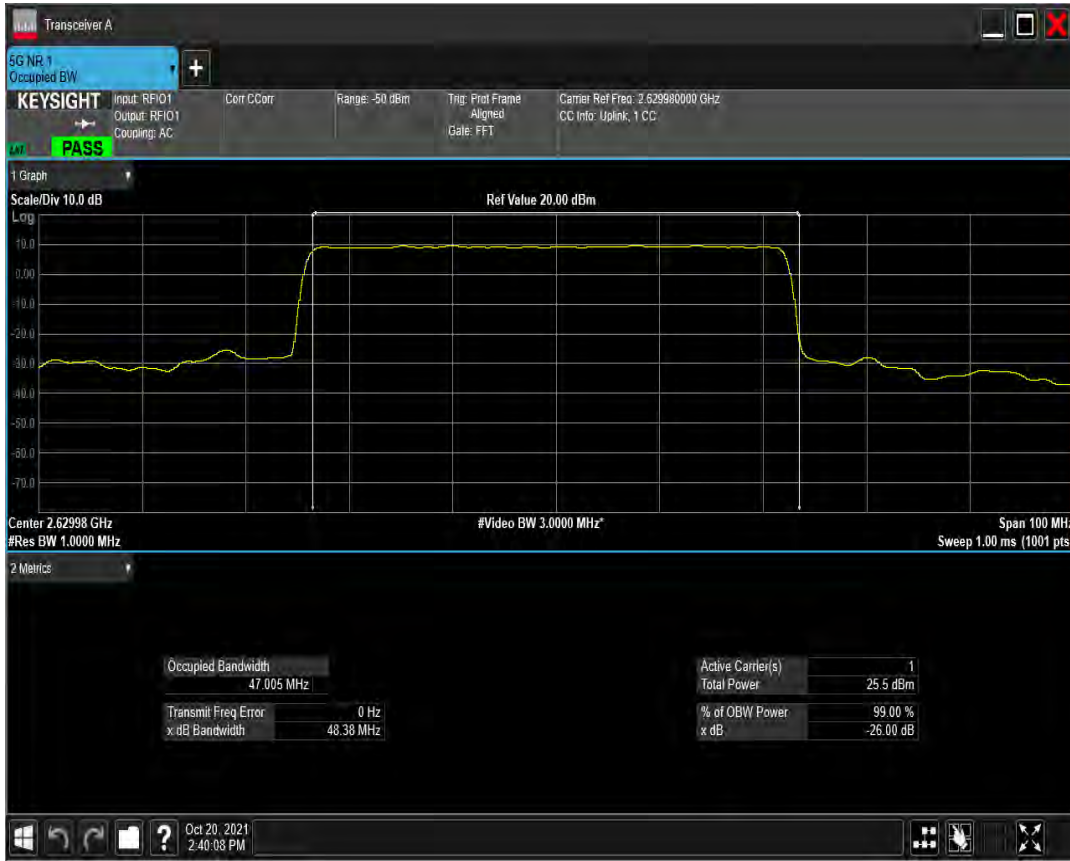 Transceiver A
5G NR 1
Occupied BW
+
KEYSIGHT
PASS
Input: RFIO1
Output: RFIO1
Coupling: AC
Corr CCorr
Range: -50 dBm
Trig: Prot Frame
Aligned
Gate: FFT
Carrier Ref Freq: 2.629980000 GHz
CC Info: Uplink, 1 CC
1 Graph
Scale/Div 10.0 dB
Ref Value 20.00 dBm
Log
10.0
0.00
-10.0
-20.0
-30.0
-40.0
-50.0
-60.0
-70.0
Center 2.62998 GHz
#Video BW 3.0000 MHz*
Span 100 MHz
#Res BW 1.0000 MHz
Sweep 1.00 ms (1001 pts
2 Metrics
Occupied Bandwidth
47.005 MHz
Transmit Freq Error 0 Hz
x dB Bandwidth 48.38 MHz
Active Carrier(s) 1
Total Power 25.5 dBm
% of OBW Power 99.00 %
x dB -26.00 dB
?
Oct 20, 2021
2:40:08 PM